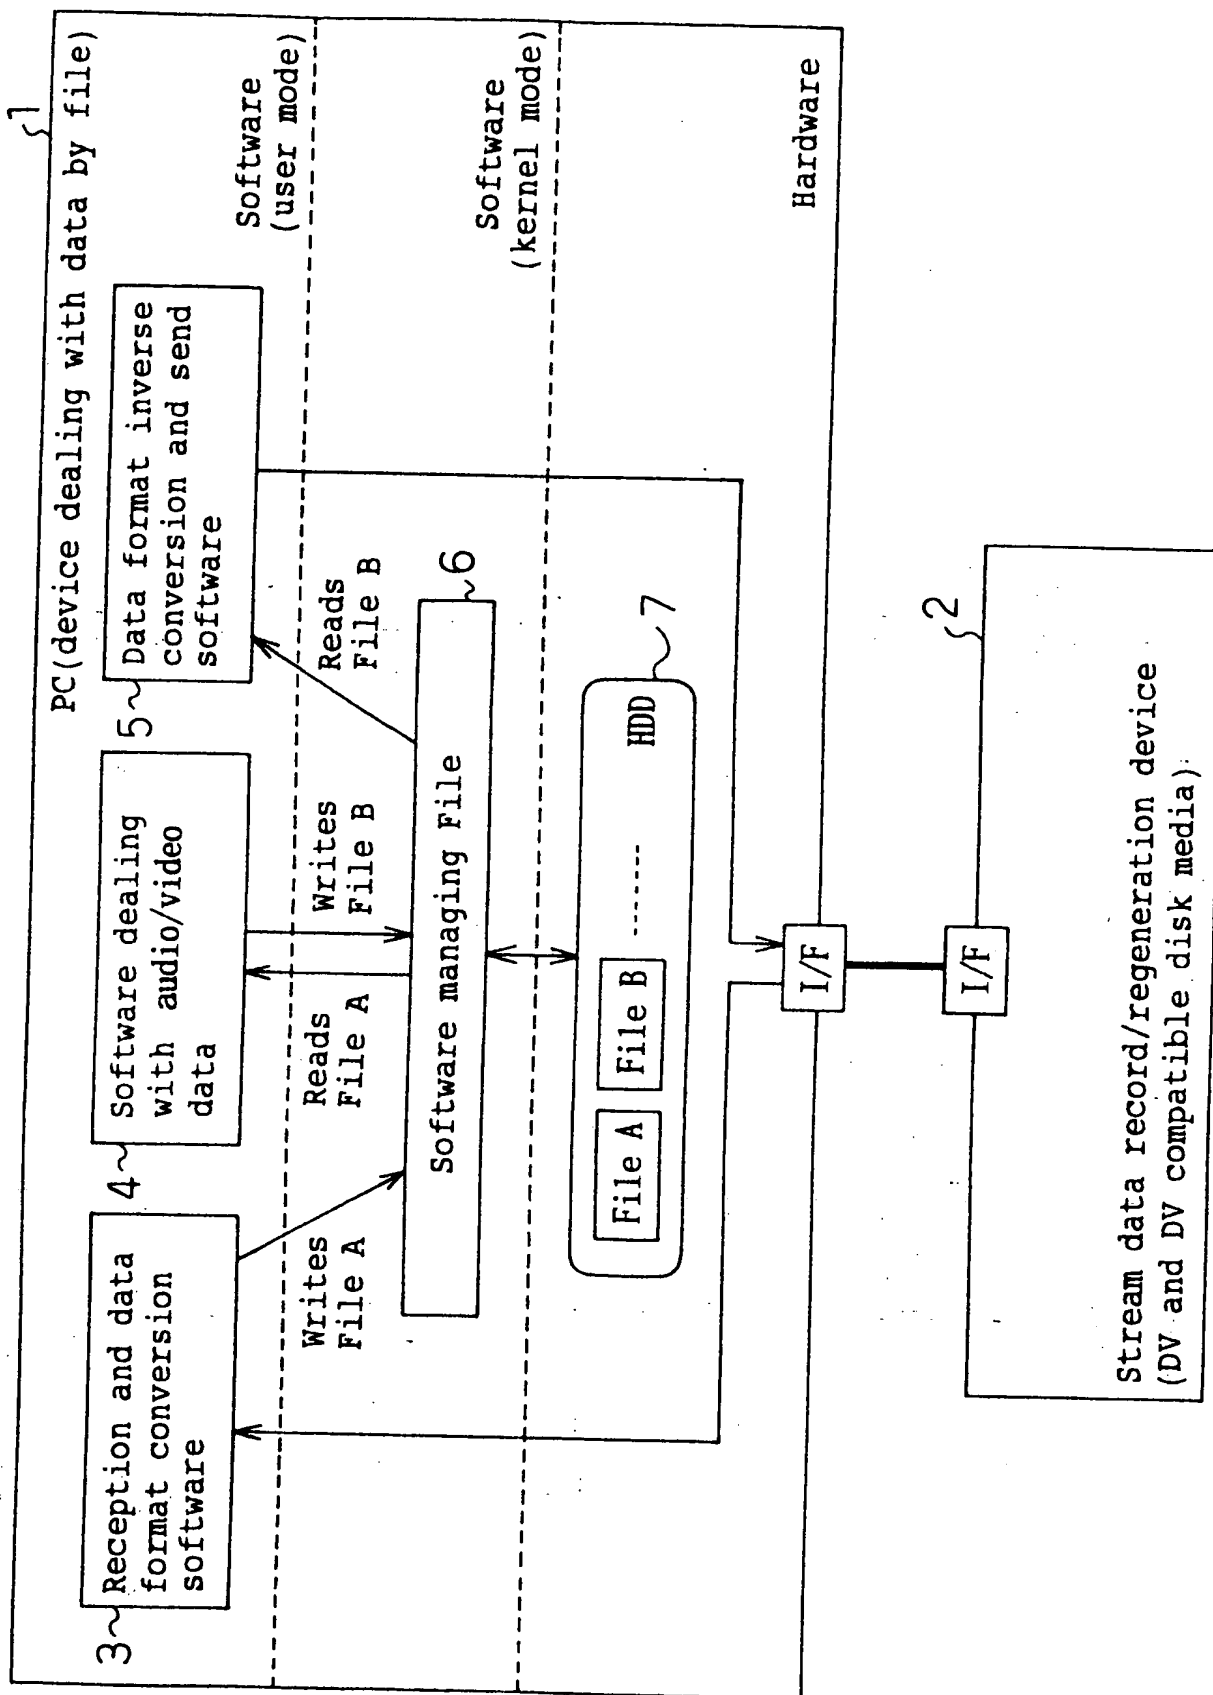 1
PC(device dealing with data by file)
3
Reception and data
format conversion
software
4
Software dealing
with audio/video
data
5
Data format inverse
conversion and send
software
Software
(user mode)
Writes
File A
Reads
File A
Writes
File B
Reads
File B
Software managing File
6
Software
(kernel mode)
File A
File B
HDD
7
Hardware
I/F
I/F
2
Stream data record/regeneration device
(DV and DV compatible disk media)